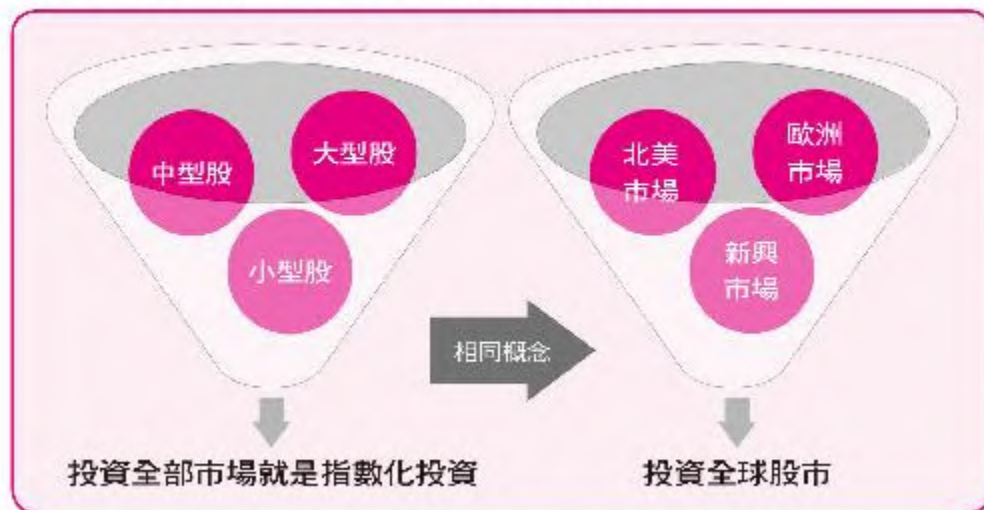 中型股
大型股
小型股
投資全部市場就是指數化投資
相同概念
北美
市場
歐洲
市場
新興
市場
投資全球股市